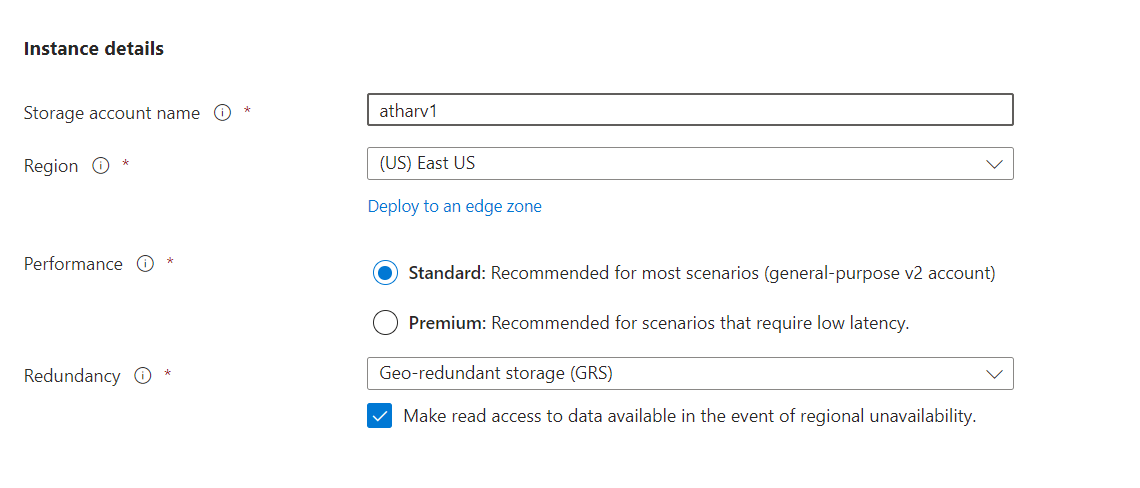 Instance details
Storage account name *
atharv1
Region *
(US) East US
Deploy to an edge zone
Performance *
Standard: Recommended for most scenarios (general-purpose v2 account)
Premium: Recommended for scenarios that require low latency.
Redundancy *
Geo-redundant storage (GRS)
Make read access to data available in the event of regional unavailability.